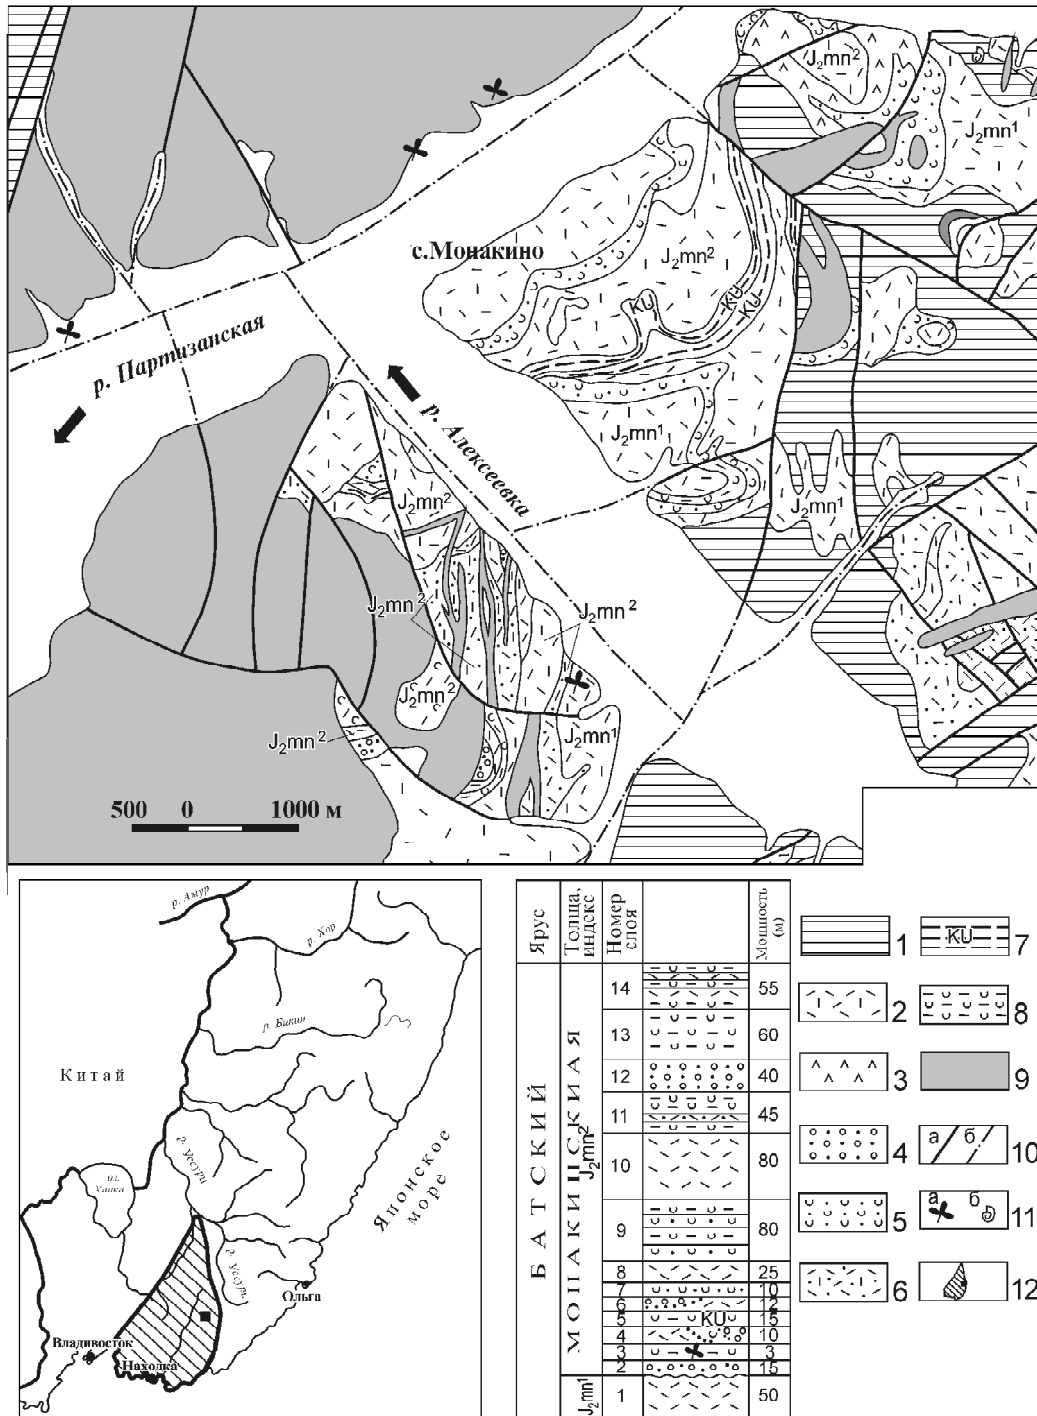 J₂mn²
J₂mn¹
с.Монакино
J₂mn²
KU
KU
KU
р. Партизанская
р. Алексеевка
J₂mn¹
J₂mn²
J₂mn¹
J₂mn²
J₂mn²
J₂mn²
J₂mn¹
J₂mn²
500 0 1000 м
р. Амур
р. Хор
р. Бикин
Китай
р. Уссури
оз.
Ханка
Японское
море
р. Уссури
Ольга
Владивосток
Находка
Ярус
Толща,
индекс
Номер
слоя
Мощность
(м)
БАТСКИЙ
МОНАКИНСКАЯ
J₂mn²
J₂mn¹
14 55
13 60
12 40
11 45
10 80
9 80
8 25
7 10
6 2
5 KU 15
4 10
3 3
2 15
1 50
1
2
3
4
5
6
KU 7
8
9
а б 10
а б 11
12